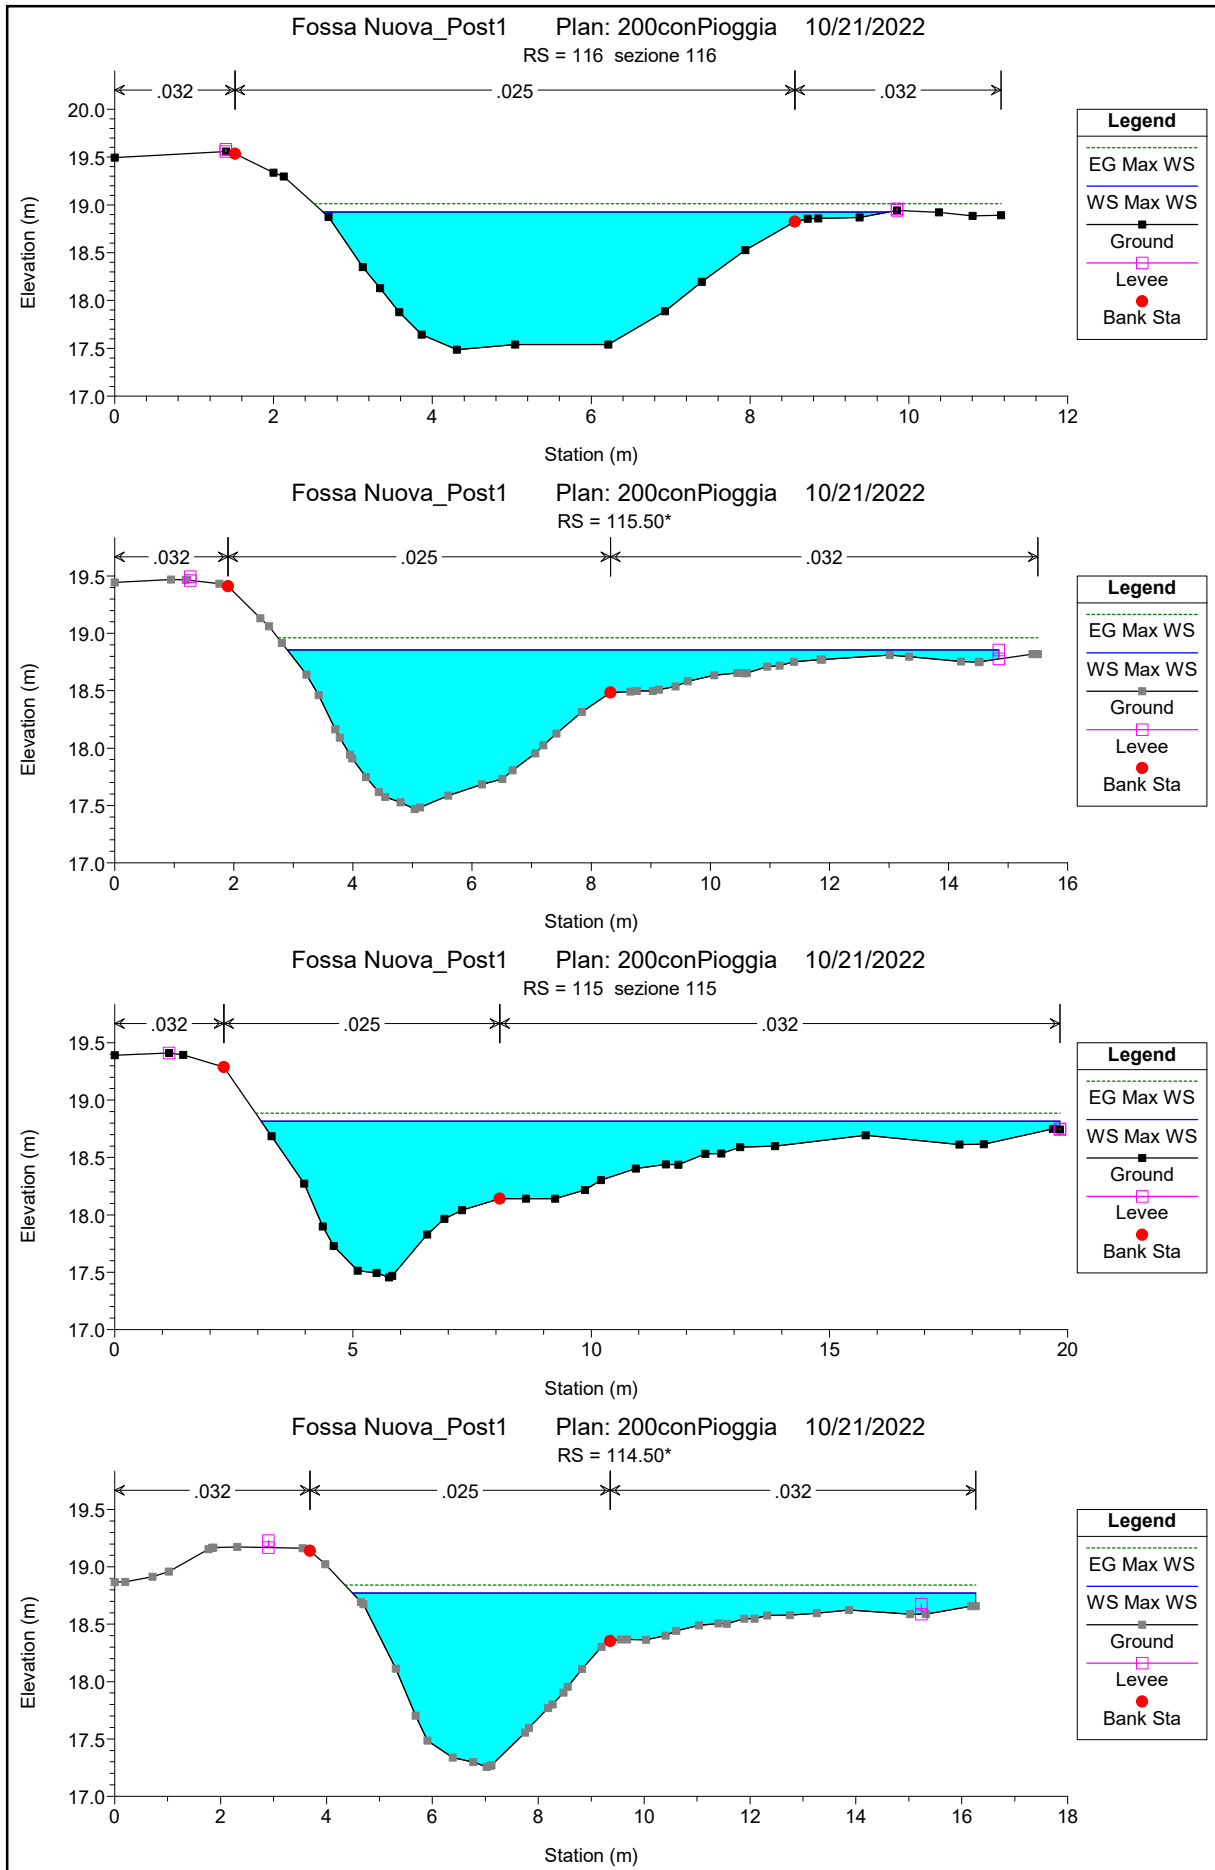 Fossa Nuova_Post1 Plan: 200conPioggia 10/21/2022
RS = 116 sezione 116
.032 .025 .032
20.0
19.5
19.0
18.5
18.0
17.5
17.0
Elevation (m)
0 2 4 6 8 10 12
Station (m)
Legend
EG Max WS
WS Max WS
Ground
Levee
Bank Sta
Fossa Nuova_Post1 Plan: 200conPioggia 10/21/2022
RS = 115.50*
.032 .025 .032
19.5
19.0
18.5
18.0
17.5
17.0
Elevation (m)
0 2 4 6 8 10 12 14 16
Station (m)
Legend
EG Max WS
WS Max WS
Ground
Levee
Bank Sta
Fossa Nuova_Post1 Plan: 200conPioggia 10/21/2022
RS = 115 sezione 115
.032 .025 .032
19.5
19.0
18.5
18.0
17.5
17.0
Elevation (m)
0 5 10 15 20
Station (m)
Legend
EG Max WS
WS Max WS
Ground
Levee
Bank Sta
Fossa Nuova_Post1 Plan: 200conPioggia 10/21/2022
RS = 114.50*
.032 .025 .032
19.5
19.0
18.5
18.0
17.5
17.0
Elevation (m)
0 2 4 6 8 10 12 14 16 18
Station (m)
Legend
EG Max WS
WS Max WS
Ground
Levee
Bank Sta